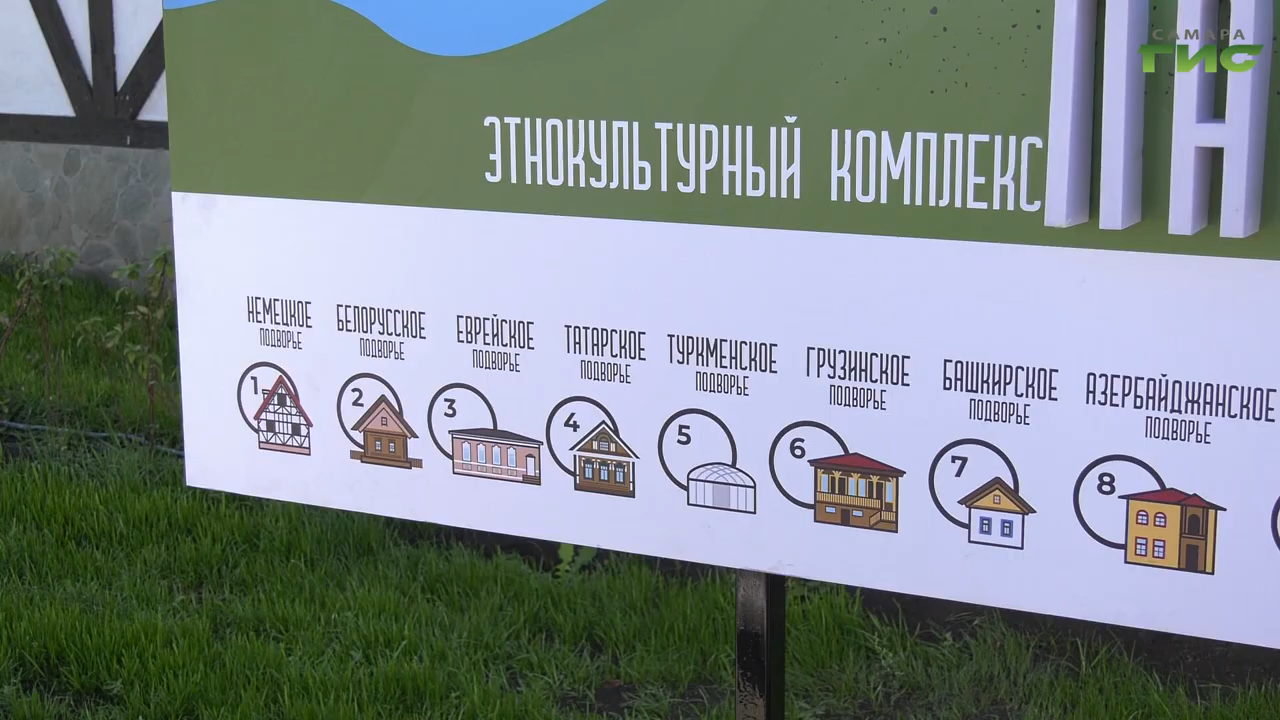 САМАРА
ГИС
ЭТНОКУЛЬТУРНЫЙ КОМПЛЕКС
НЕМЕЦКОЕ
ПОДВОРЬЕ
1
БЕЛОРУССКОЕ
ПОДВОРЬЕ
2
ЕВРЕЙСКОЕ
ПОДВОРЬЕ
3
ТАТАРСКОЕ
ПОДВОРЬЕ
4
ТУРКМЕНСКОЕ
ПОДВОРЬЕ
5
ГРУЗИНСКОЕ
ПОДВОРЬЕ
6
БАШКИРСКОЕ
ПОДВОРЬЕ
7
АЗЕРБАЙДЖАНСКОЕ
ПОДВОРЬЕ
8